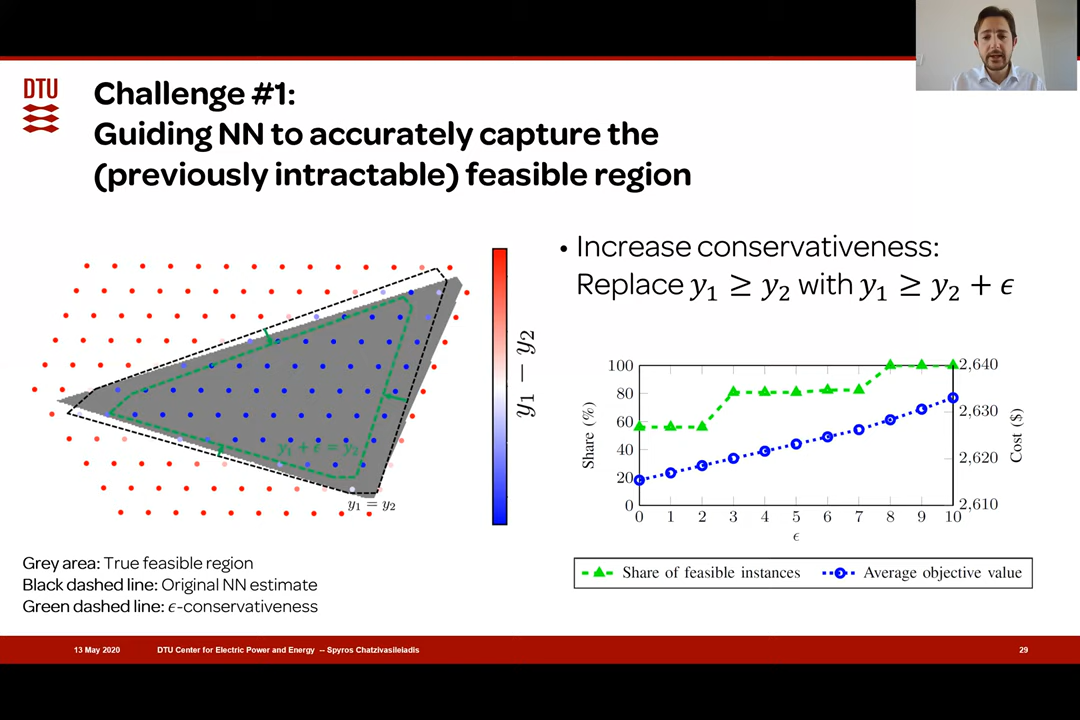 DTU
Challenge #1:
Guiding NN to accurately capture the
(previously intractable) feasible region
• Increase conservativeness:
Replace y₁ ≥ y₂ with y₁ ≥ y₂ + ϵ
y₁ + ϵ = y₂
y₁ = y₂
y₁ − y₂
Share (%)
100
80
60
40
20
0
0 1 2 3 4 5 6 7 8 9 10
ϵ
2,640
2,630
2,620
2,610
Cost ($)
Share of feasible instances
Average objective value
Grey area: True feasible region
Black dashed line: Original NN estimate
Green dashed line: ϵ-conservativeness
13 May 2020 DTU Center for Electric Power and Energy -- Spyros Chatzivasileiadis 29